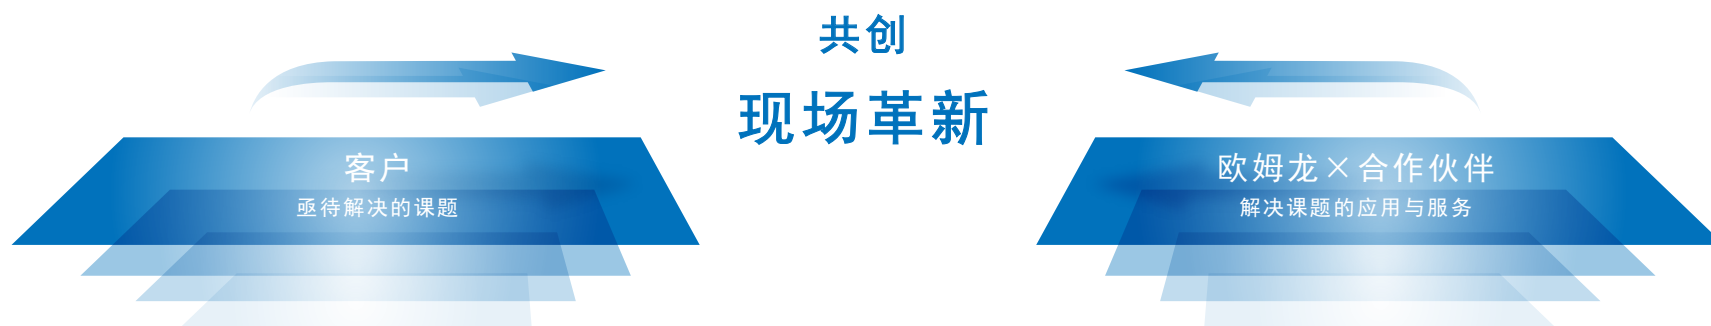 共创
现场革新
客户
亟待解决的课题
欧姆龙×合作伙伴
解决课题的应用与服务